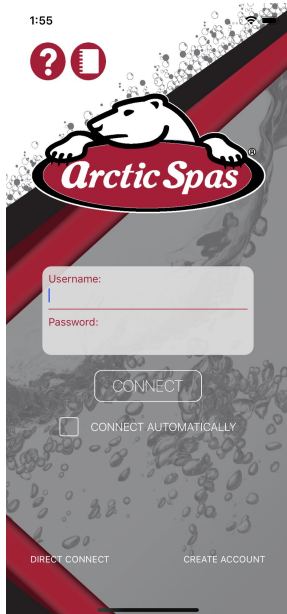 1:55
?
arctic Spas®
Username:
Password:
CONNECT
CONNECT AUTOMATICALLY
DIRECT CONNECT
CREATE ACCOUNT